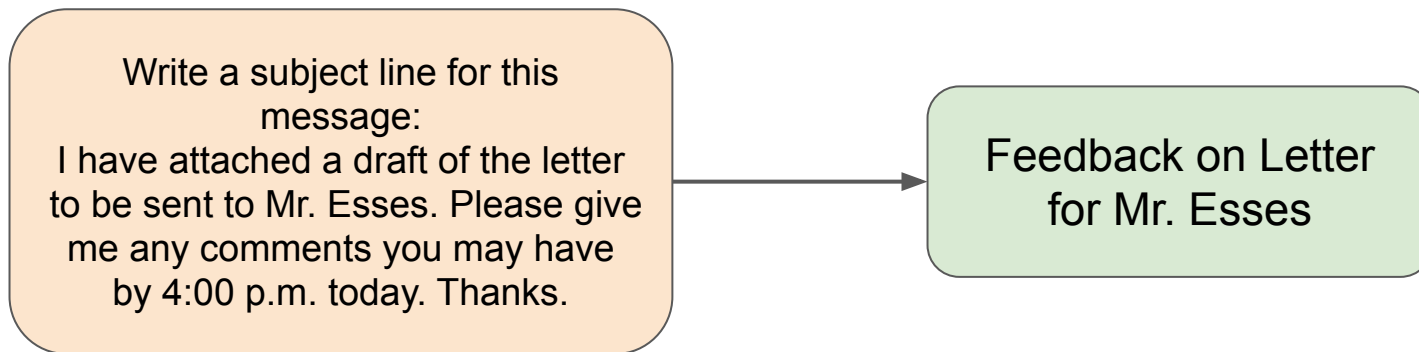 Write a subject line for this
message:
I have attached a draft of the letter
to be sent to Mr. Esses. Please give
me any comments you may have
by 4:00 p.m. today. Thanks.
Feedback on Letter
for Mr. Esses